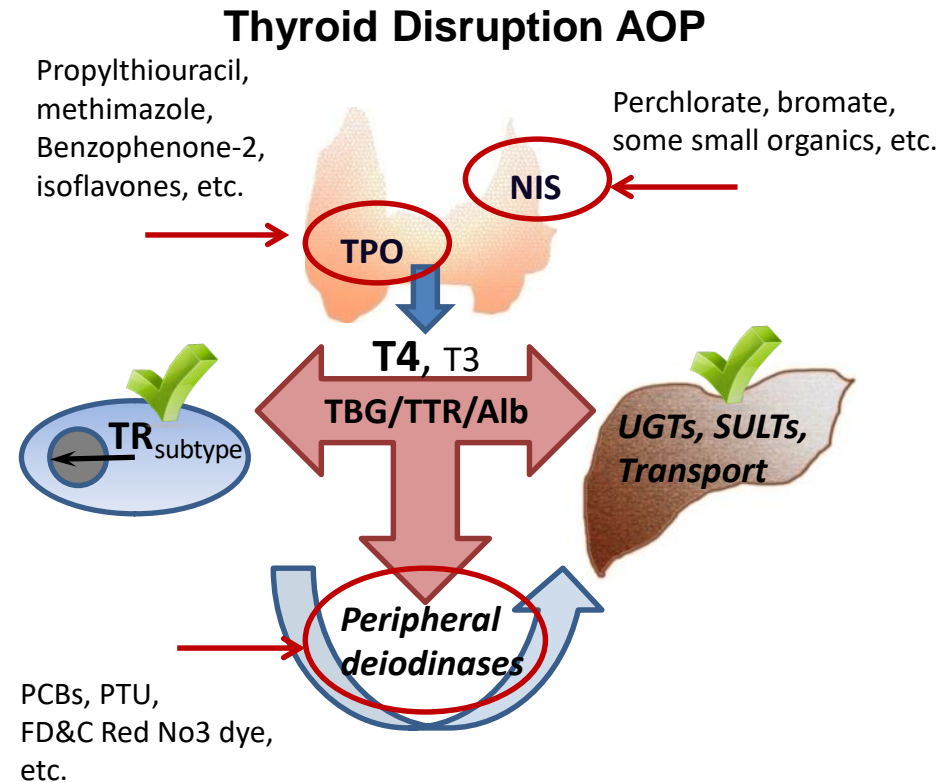 Thyroid Disruption AOP
Propylthiouracil,
methimazole,
Benzophenone-2,
isoflavones, etc.
Perchlorate, bromate,
some small organics, etc.
NIS
TPO
T4, T3
TBG/TTR/Alb
TRsubtype
UGTs, SULTs,
Transport
Peripheral
deiodinases
PCBs, PTU,
FD&C Red No3 dye,
etc.